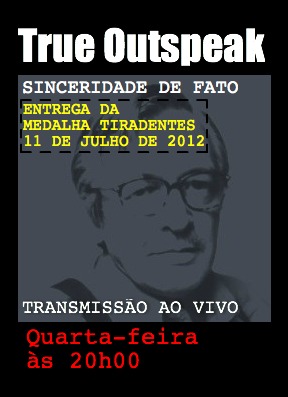 True Outspeak
SINCERIDADE DE FATO
ENTREGA DA
MEDALHA TIRADENTES
11 DE JULHO DE 2012
TRANSMISSÃO AO VIVO
Quarta-feira
às 20h00